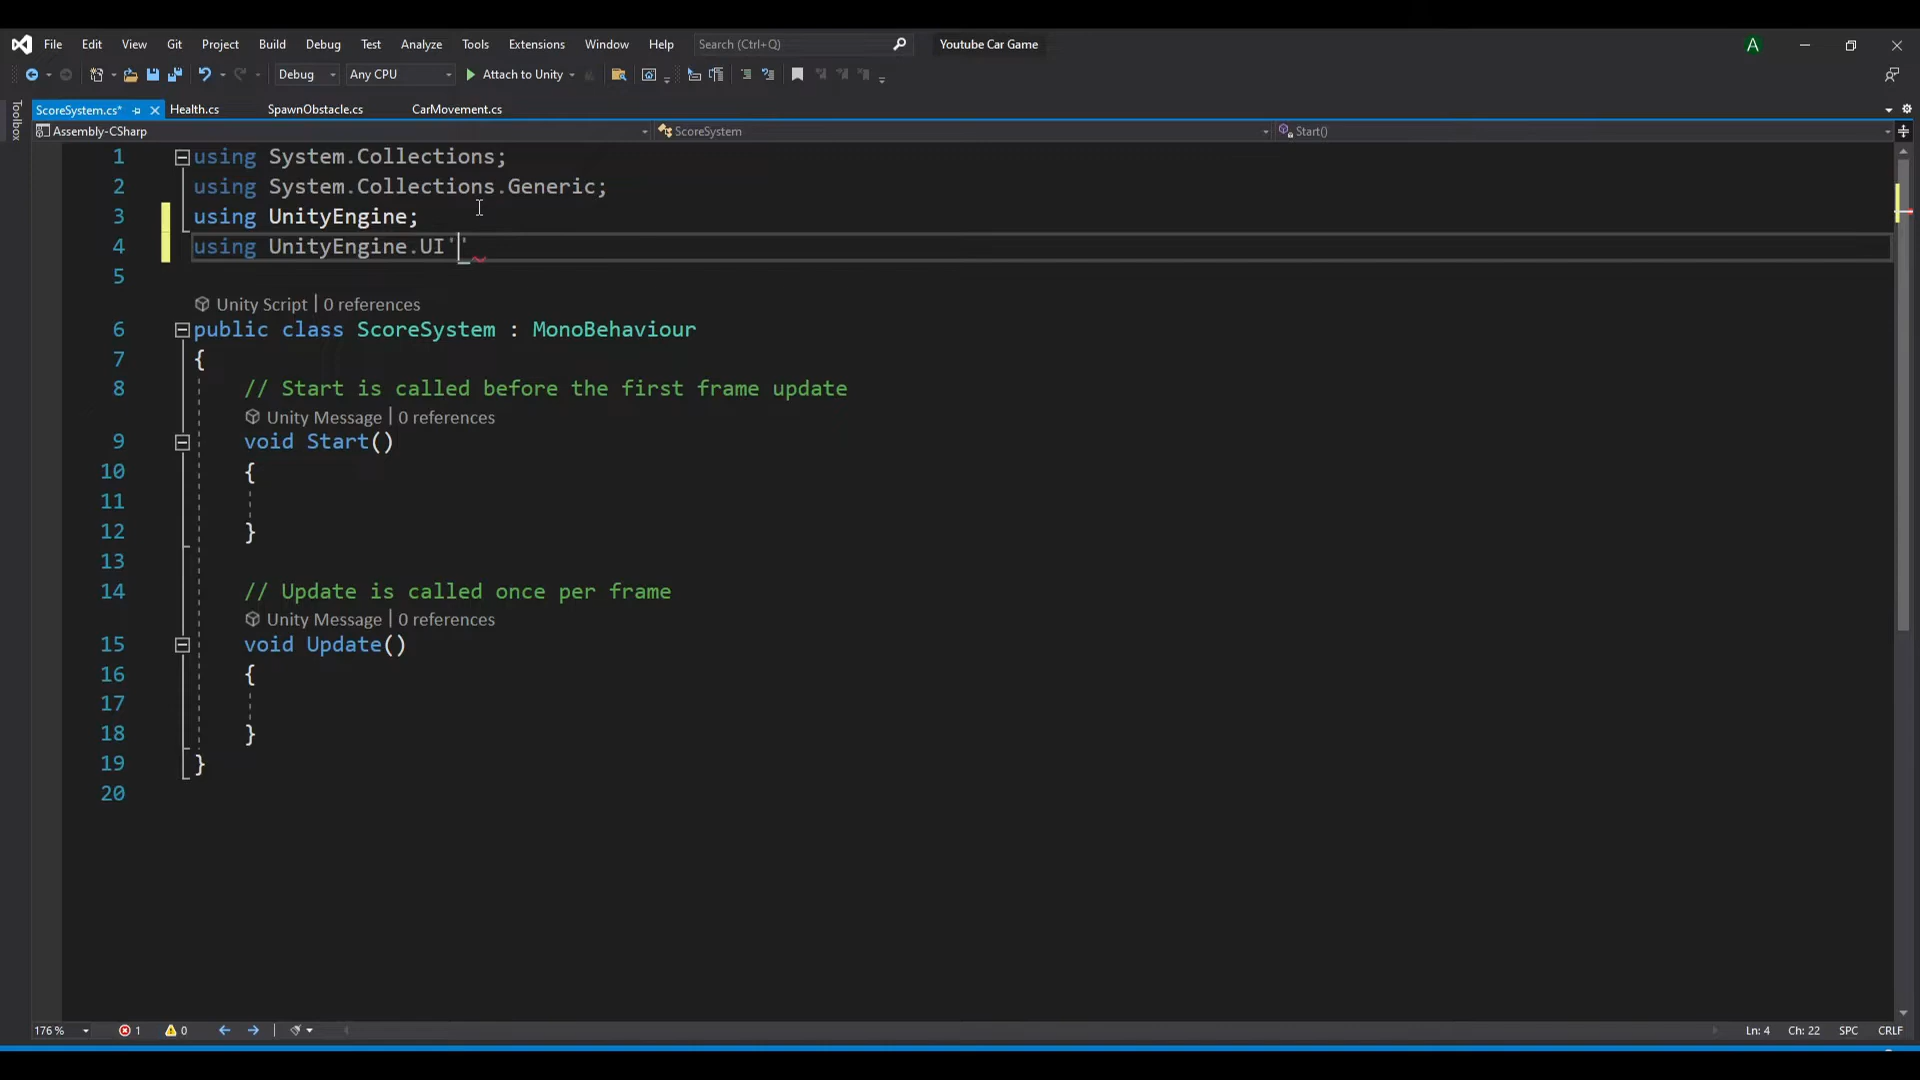 File Edit View Git Project Build Debug Test Analyze Tools Extensions Window Help Search (Ctrl+Q) Youtube Car Game A
Debug Any CPU Attach to Unity
Toolbox
ScoreSystem.cs* Health.cs SpawnObstacle.cs CarMovement.cs
Assembly-CSharp ScoreSystem Start()
1 using System.Collections;
2 using System.Collections.Generic;
3 using UnityEngine;
4 using UnityEngine.UI''
5
Unity Script | 0 references
6 public class ScoreSystem : MonoBehaviour
7 {
8 // Start is called before the first frame update
Unity Message | 0 references
9 void Start()
10 {
11
12 }
13
14 // Update is called once per frame
Unity Message | 0 references
15 void Update()
16 {
17
18 }
19 }
20
176 % 1 0 Ln: 4 Ch: 22 SPC CRLF